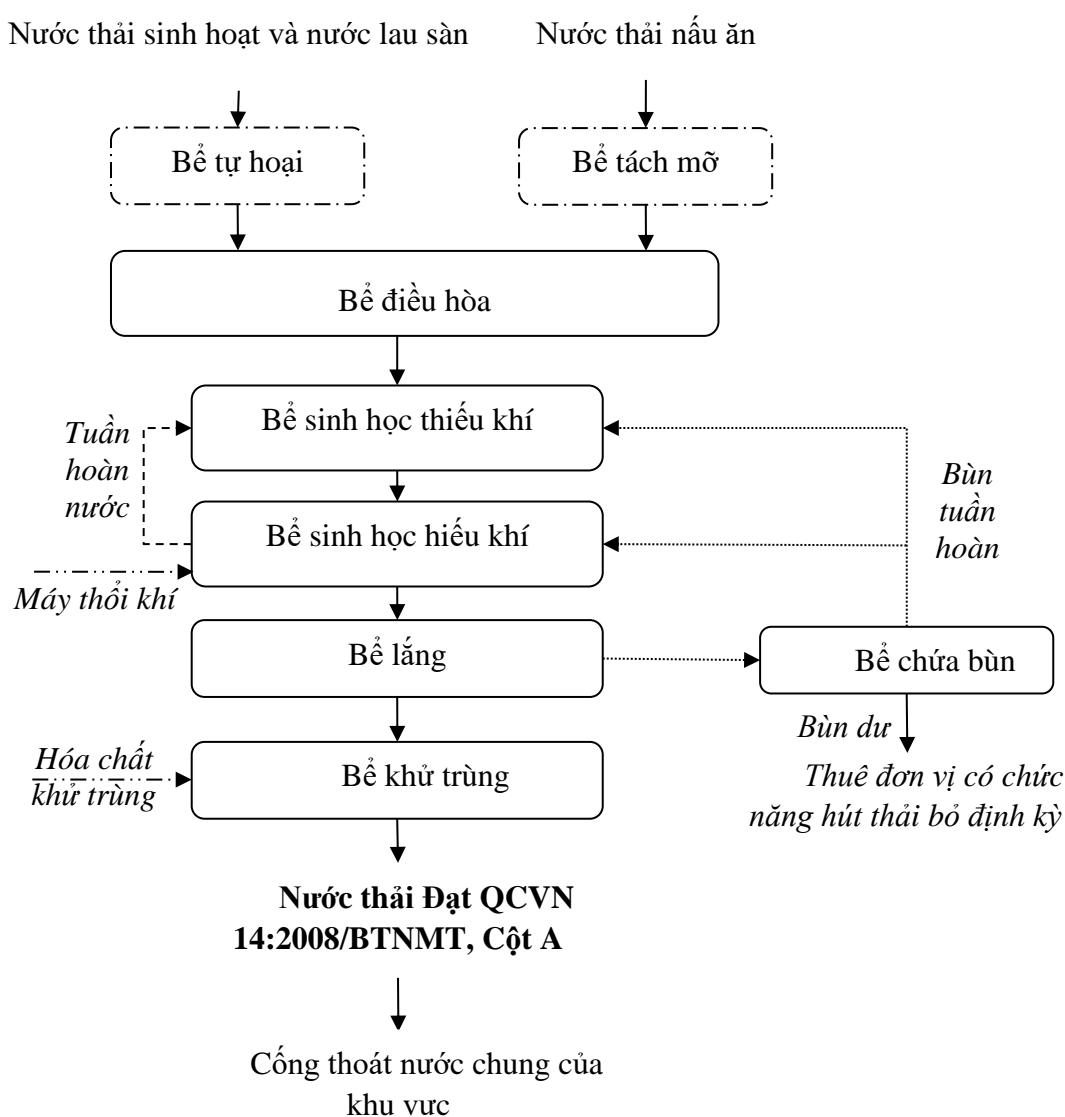 Nước thải sinh hoạt và nước lau sàn
Nước thải nấu ăn
Bể tự hoại
Bể tách mỡ
Bể điều hòa
Bể sinh học thiếu khí
Tuần
hoàn
nước
Bùn
tuần
hoàn
Bể sinh học hiếu khí
Máy thổi khí
Bể lắng
Bể chứa bùn
Bùn dư
Hóa chất
khử trùng
Bể khử trùng
Thuê đơn vị có chức
năng hút thải bỏ định kỳ
Nước thải Đạt QCVN
14:2008/BTNMT, Cột A
Cống thoát nước chung của
khu vưc